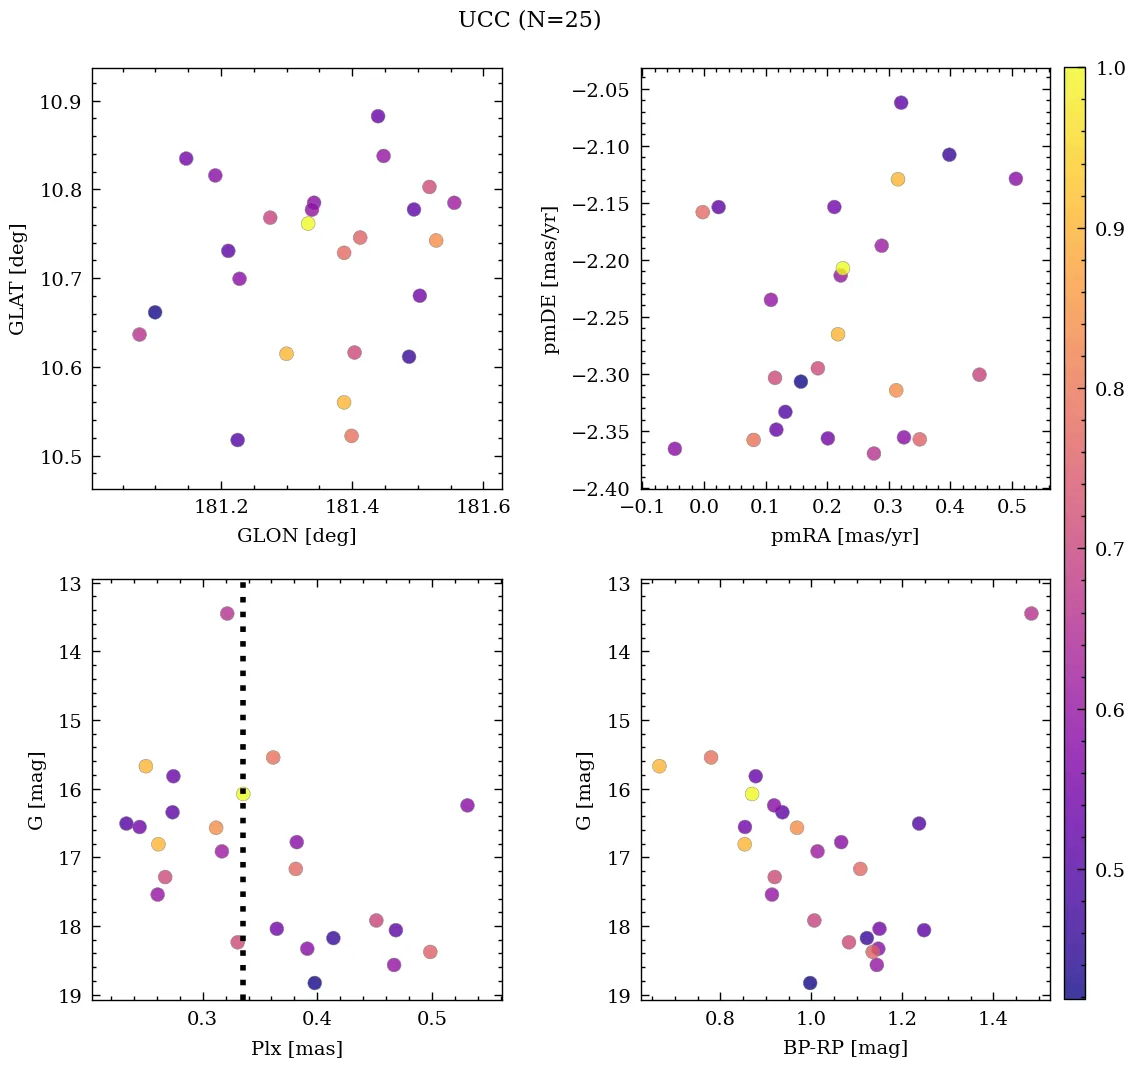 UCC (N=25)
10.9
10.8
10.7
10.6
10.5
GLAT [deg]
181.2 181.4 181.6
GLON [deg]
−2.05
−2.10
−2.15
−2.20
−2.25
−2.30
−2.35
−2.40
pmDE [mas/yr]
−0.1 0.0 0.1 0.2 0.3 0.4 0.5
pmRA [mas/yr]
13
14
15
16
17
18
19
G [mag]
0.3 0.4 0.5
Plx [mas]
13
14
15
16
17
18
19
G [mag]
0.8 1.0 1.2 1.4
BP-RP [mag]
1.0
0.9
0.8
0.7
0.6
0.5